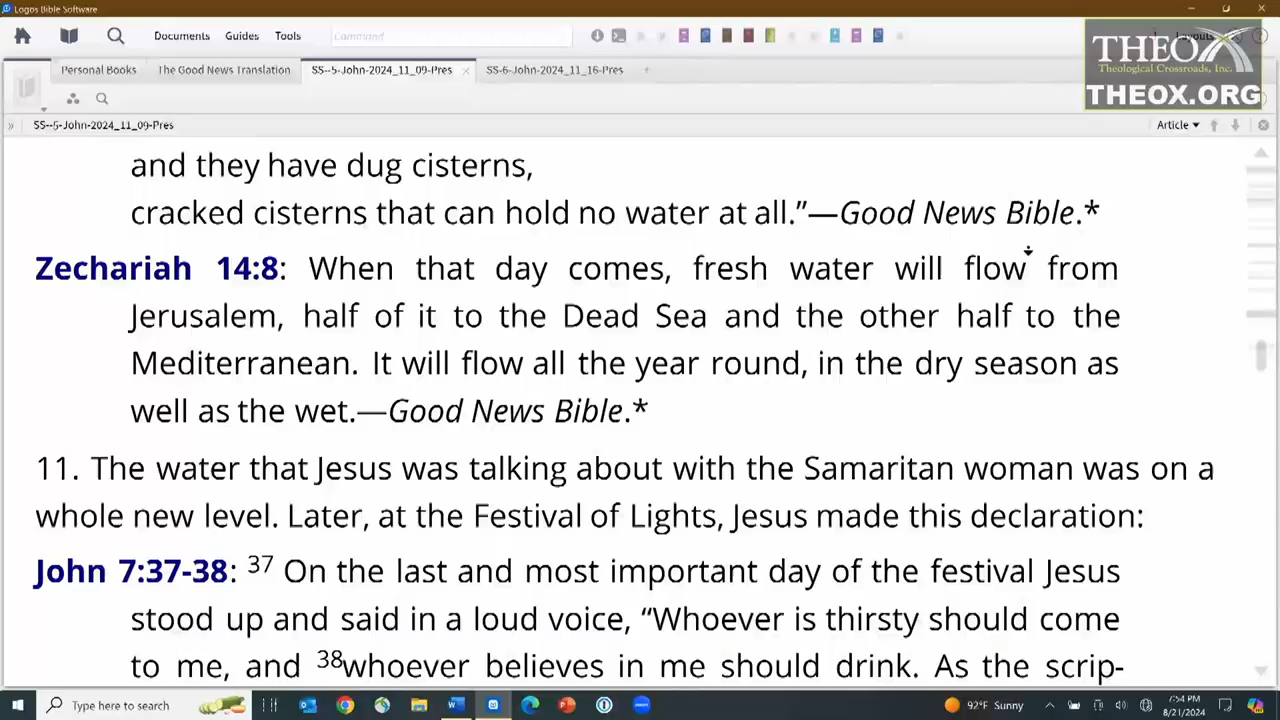 Logos Bible Software
Documents Guides Tools Command Layouts
THEOX
Theological Crossroads, Inc.
THEOX.ORG
Personal Books The Good News Translation SS--5-John-2024_11_09-Pres SS-6-John-2024_11_16-Pres
SS--5-John-2024_11_09-Pres Article
and they have dug cisterns,
cracked cisterns that can hold no water at all.”—Good News Bible.*
Zechariah 14:8: When that day comes, fresh water will flow from
Jerusalem, half of it to the Dead Sea and the other half to the
Mediterranean. It will flow all the year round, in the dry season as
well as the wet.—Good News Bible.*
11. The water that Jesus was talking about with the Samaritan woman was on a
whole new level. Later, at the Festival of Lights, Jesus made this declaration:
John 7:37-38: 37 On the last and most important day of the festival Jesus
stood up and said in a loud voice, “Whoever is thirsty should come
to me, and 38whoever believes in me should drink. As the scrip-
Type here to search 92°F Sunny 7:54 PM
8/21/2024